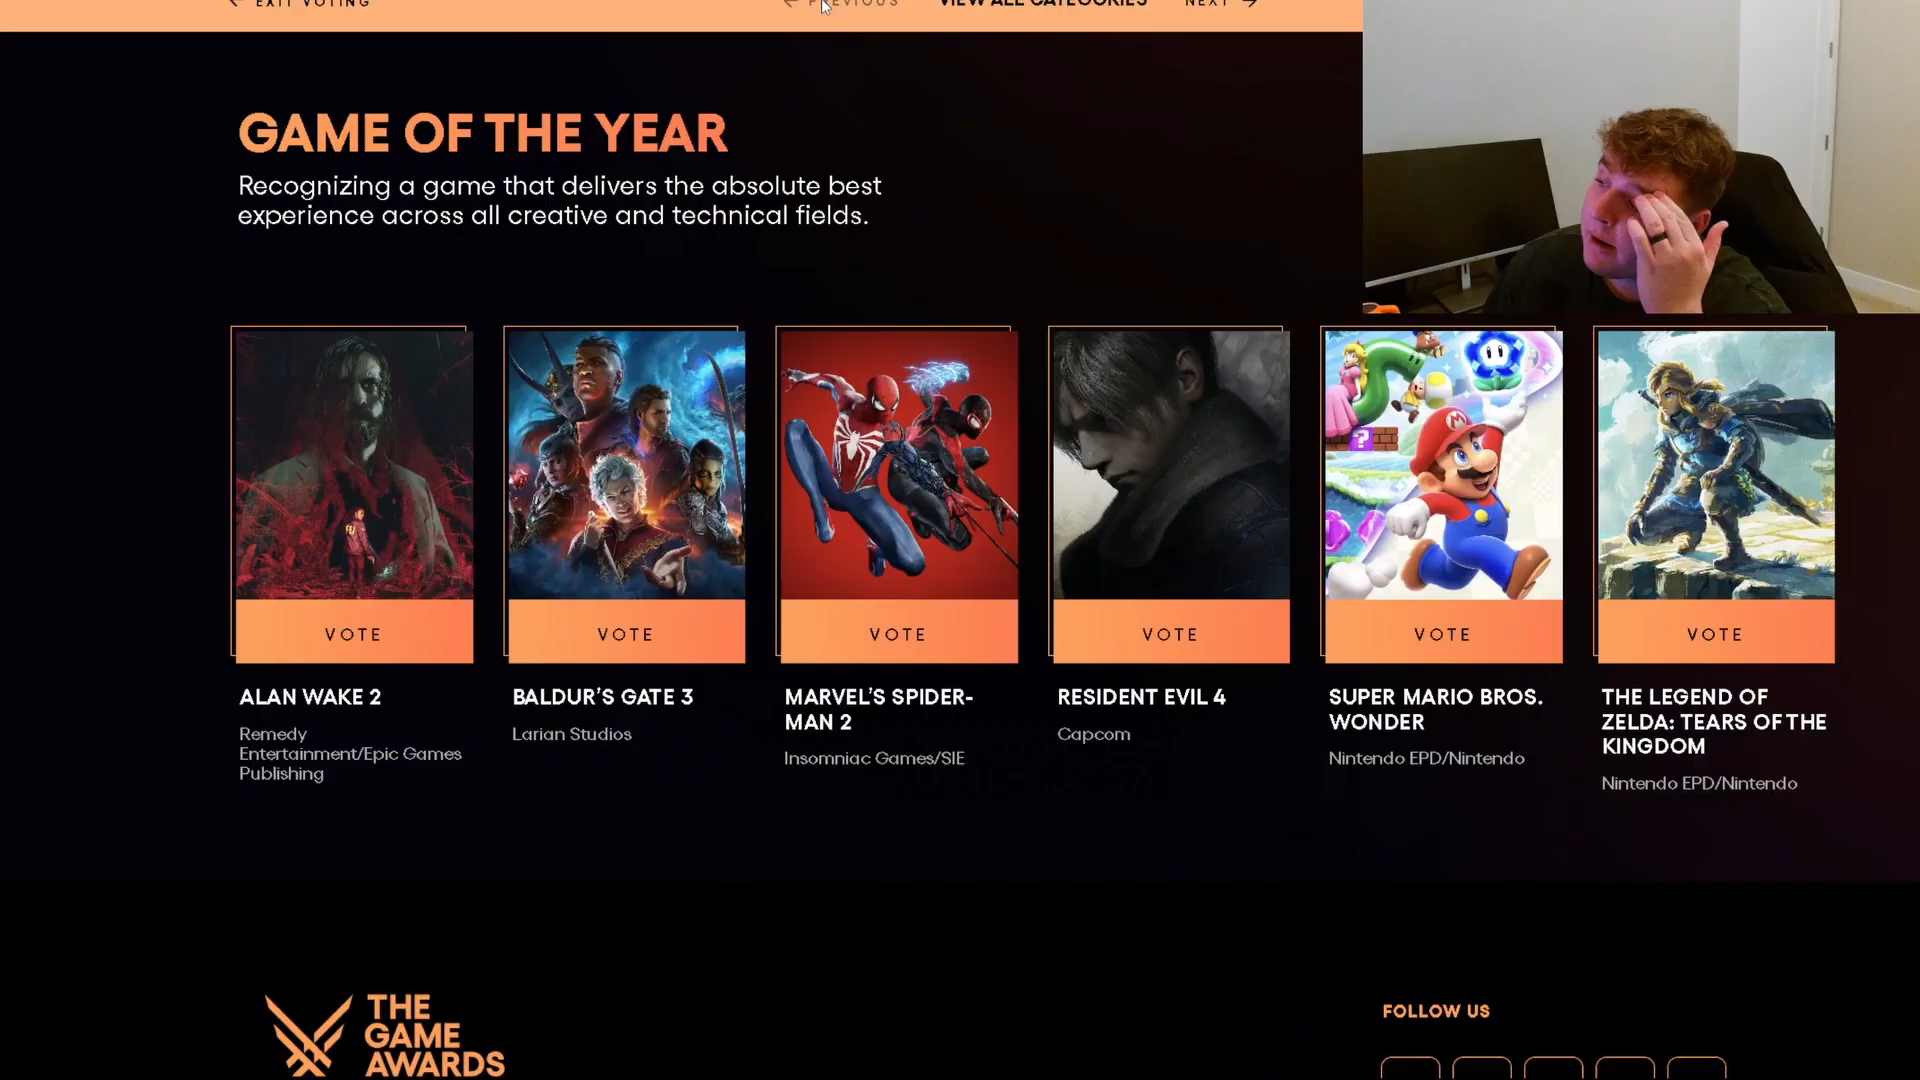 EXIT VOTING
PREVIOUS
VIEW ALL CATEGORIES
NEXT
GAME OF THE YEAR
Recognizing a game that delivers the absolute best
experience across all creative and technical fields.
VOTE
VOTE
VOTE
VOTE
VOTE
VOTE
ALAN WAKE 2
Remedy
Entertainment/Epic Games
Publishing
BALDUR'S GATE 3
Larian Studios
MARVEL'S SPIDER-
MAN 2
Insomniac Games/SIE
RESIDENT EVIL 4
Capcom
SUPER MARIO BROS.
WONDER
Nintendo EPD/Nintendo
THE LEGEND OF
ZELDA: TEARS OF THE
KINGDOM
Nintendo EPD/Nintendo
THE
GAME
AWARDS
FOLLOW US